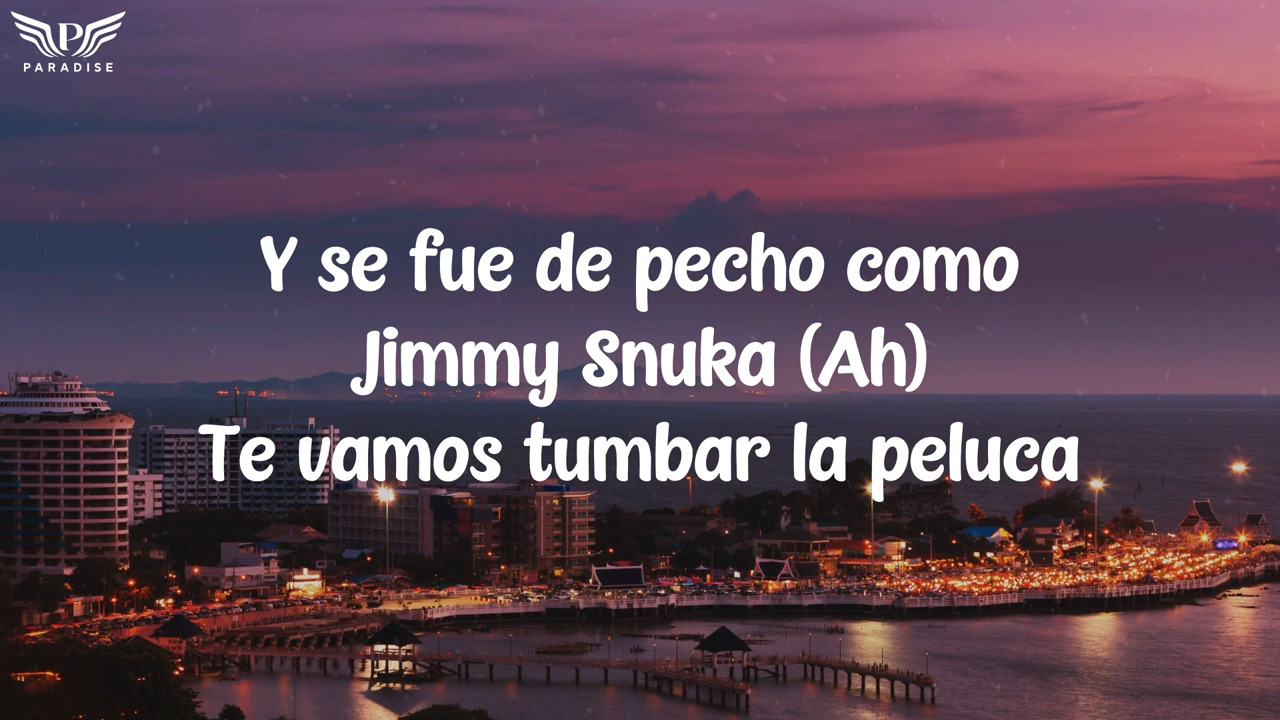 P
PARADISE
Y se fue de pecho como
Jimmy Snuka (Ah)
Te vamos tumbar la peluca